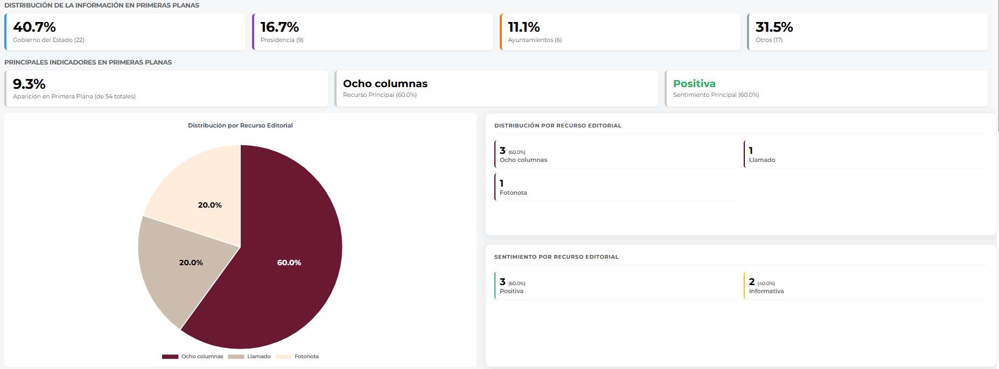 DISTRIBUCIÓN DE LA INFORMACIÓN EN PRIMERAS PLANAS
40.7%
Gobierno del Estado (22)
16.7%
Presidencia (9)
11.1%
Ayuntamientos (6)
31.5%
Otros (17)
PRINCIPALES INDICADORES EN PRIMERAS PLANAS
9.3%
Aparición en Primera Plana (de 54 totales)
Ocho columnas
Recurso Principal (60.0%)
Positiva
Sentimiento Principal (60.0%)
Distribución por Recurso Editorial
20.0%
20.0%
60.0%
Ocho columnas
Llamado
Fotonota
DISTRIBUCIÓN POR RECURSO EDITORIAL
3 (60.0%)
Ocho columnas
1
Llamado
1
Fotonota
SENTIMIENTO POR RECURSO EDITORIAL
3 (60.0%)
Positiva
2 (40.0%)
Informativa